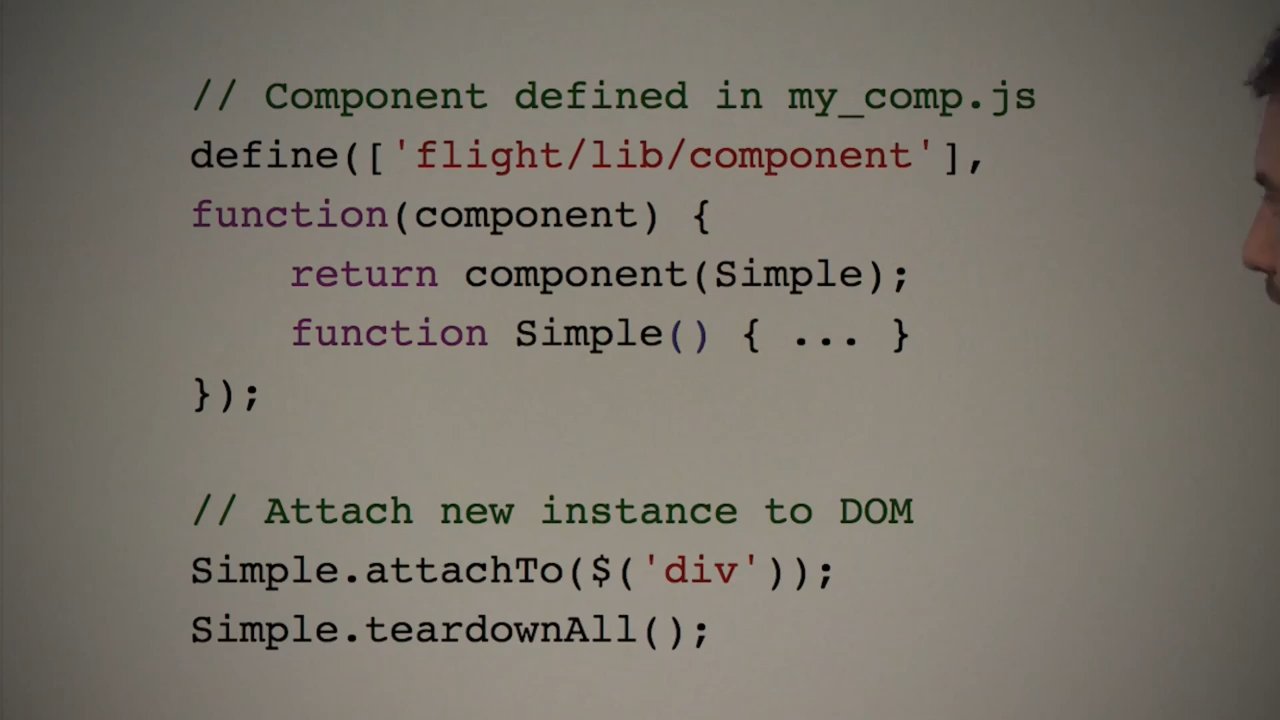 // Component defined in my_comp.js
define(['flight/lib/component'],
function(component) {
    return component(Simple);
    function Simple() { ... }
});

// Attach new instance to DOM
Simple.attachTo($('div'));
Simple.teardownAll();